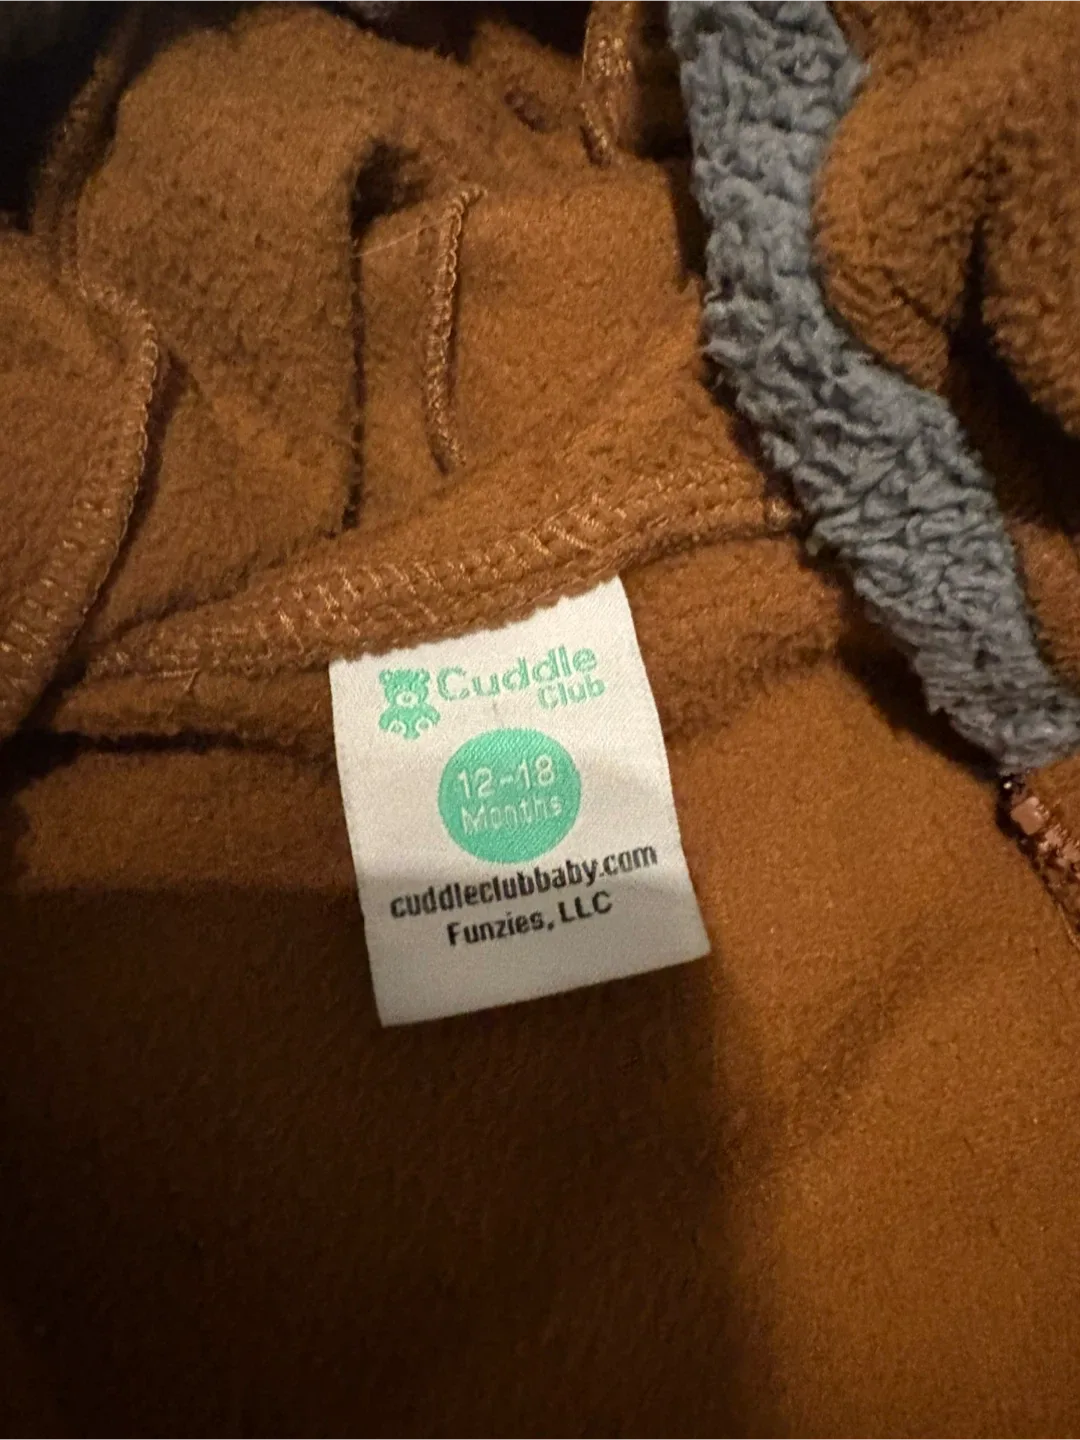 Cuddle
Club
12-18
Months
cuddleclubbaby.com
Funzies, LLC